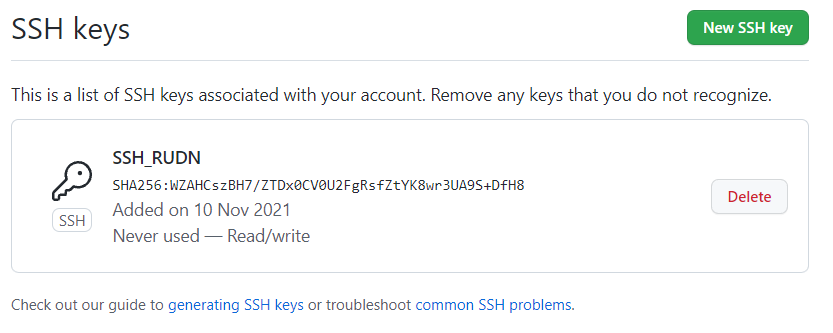 SSH keys
New SSH key
This is a list of SSH keys associated with your account. Remove any keys that you do not recognize.
SSH_RUDN
SHA256:WZAHCszBH7/ZTDx0CV0U2FgRsfZtYK8wr3UA9S+DfH8
Added on 10 Nov 2021
Never used — Read/write
SSH
Delete
Check out our guide to generating SSH keys or troubleshoot common SSH problems.